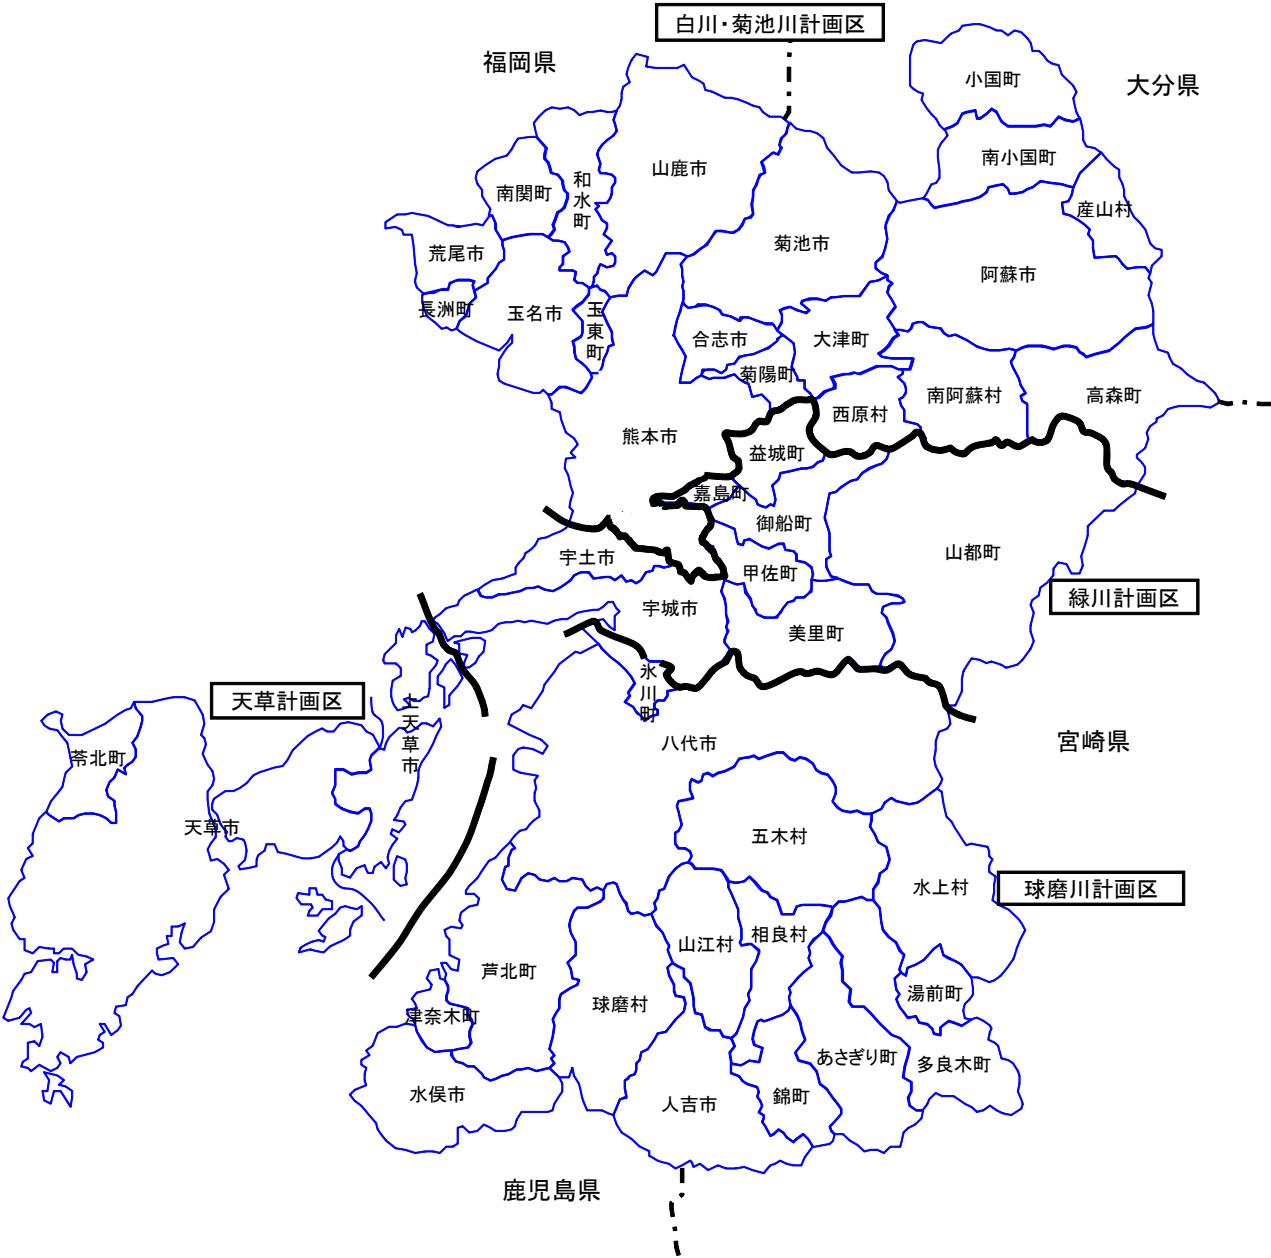 白川・菊池川計画区
福岡県
大分県
小国町
南小国町
山鹿市
和水町
南関町
産山村
菊池市
荒尾市
阿蘇市
長洲町
玉名市
玉東町
合志市
大津町
菊陽町
南阿蘇村
高森町
西原村
熊本市
益城町
嘉島町
御船町
山都町
宇土市
甲佐町
緑川計画区
宇城市
美里町
氷川町
天草計画区
上天草市
八代市
宮崎県
苓北町
天草市
五木村
水上村
球磨川計画区
山江村
相良村
芦北町
湯前町
球磨村
津奈木町
あさぎり町
多良木町
水俣市
錦町
人吉市
鹿児島県